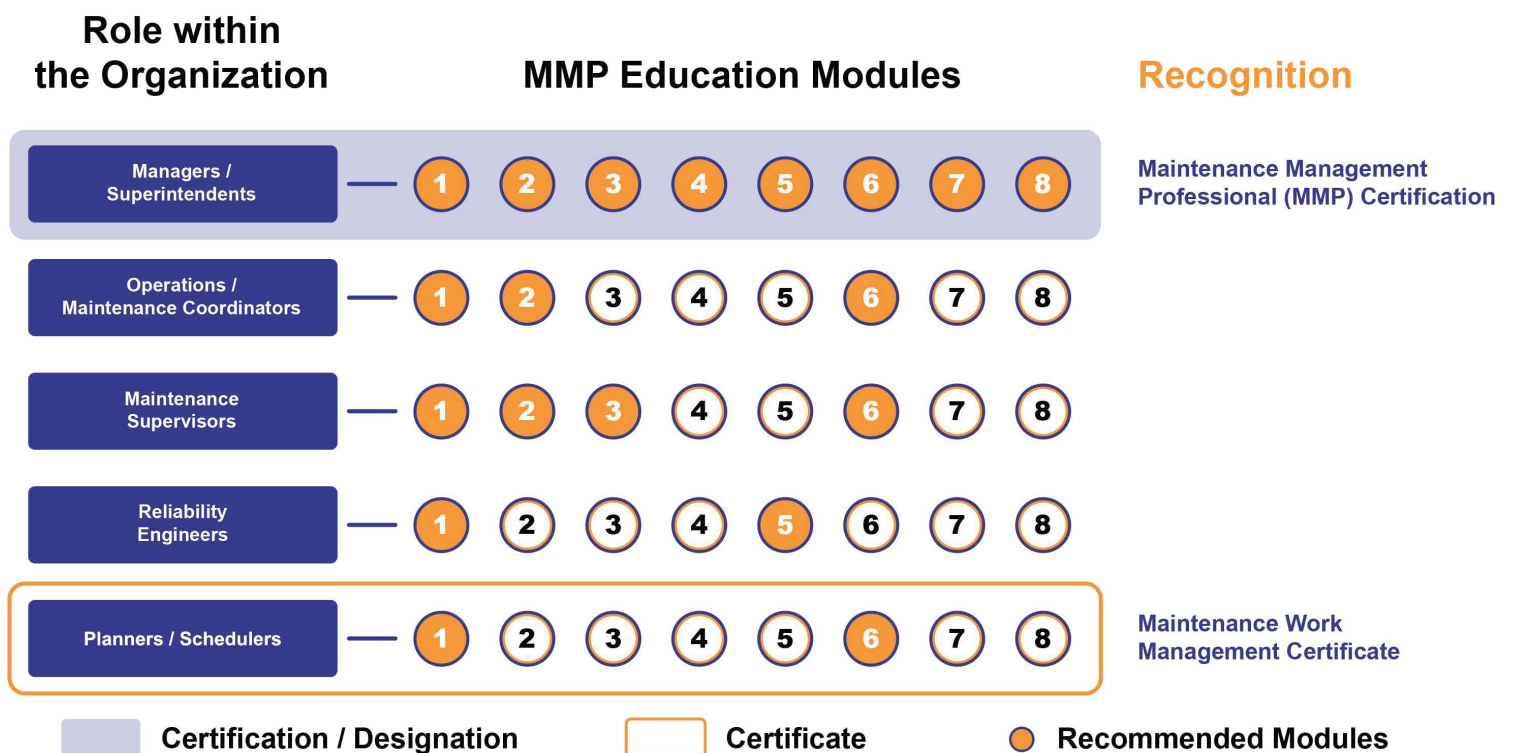 Role within
the Organization
MMP Education Modules
Recognition
Managers /
Superintendents
1 2 3 4 5 6 7 8
Maintenance Management
Professional (MMP) Certification
Operations /
Maintenance Coordinators
1 2 3 4 5 6 7 8
Maintenance
Supervisors
1 2 3 4 5 6 7 8
Reliability
Engineers
1 2 3 4 5 6 7 8
Planners / Schedulers
1 2 3 4 5 6 7 8
Maintenance Work
Management Certificate
Certification / Designation
Certificate
Recommended Modules